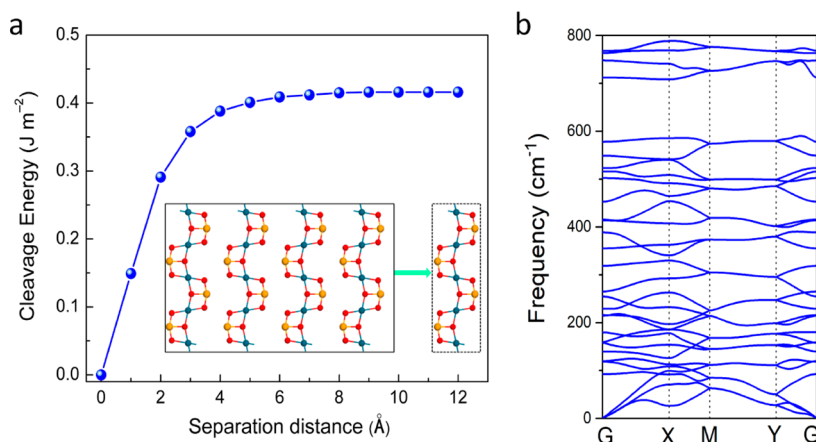 a
Cleavage Energy (J m⁻²)
0.5
0.4
0.3
0.2
0.1
0.0
0 2 4 6 8 10 12
Separation distance (Å)
b
Frequency (cm⁻¹)
800
600
400
200
0
G X M Y G